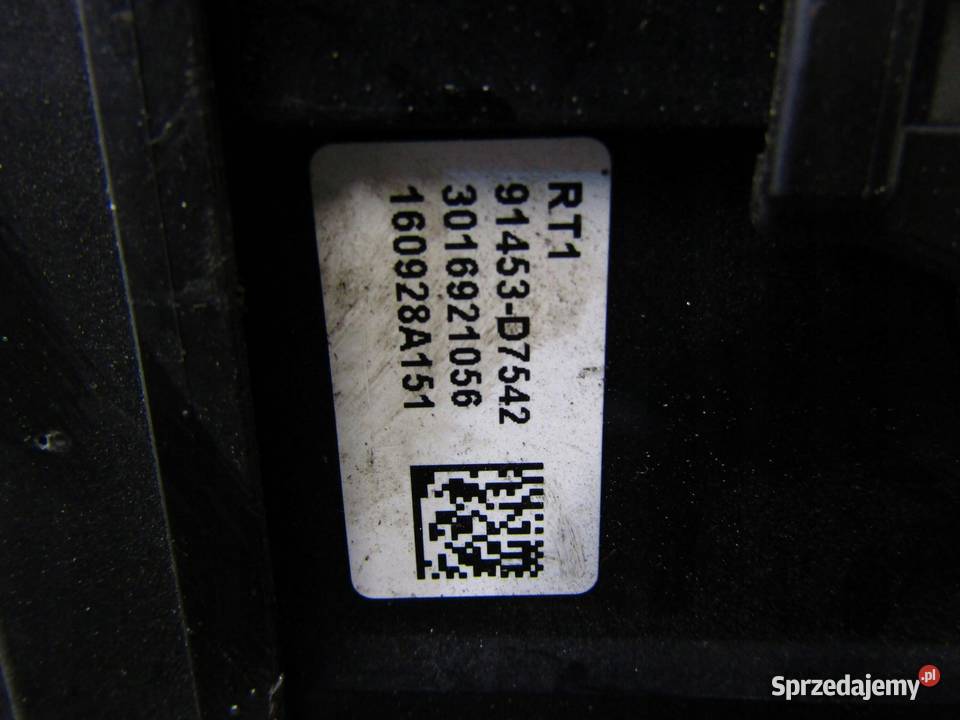 RT1
91453-D7542
3016921056
160928A151
Sprzedajemy.pl